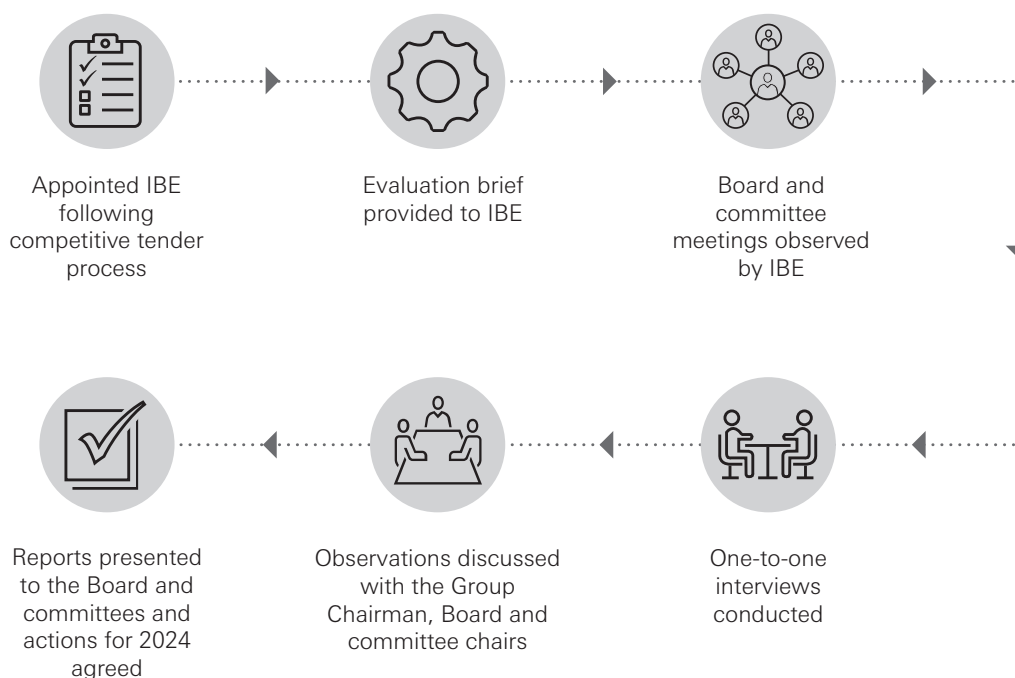 Appointed IBE
following
competitive tender
process
Evaluation brief
provided to IBE
Board and
committee
meetings observed
by IBE
One-to-one
interviews
conducted
Observations discussed
with the Group
Chairman, Board and
committee chairs
Reports presented
to the Board and
committees and
actions for 2024
agreed